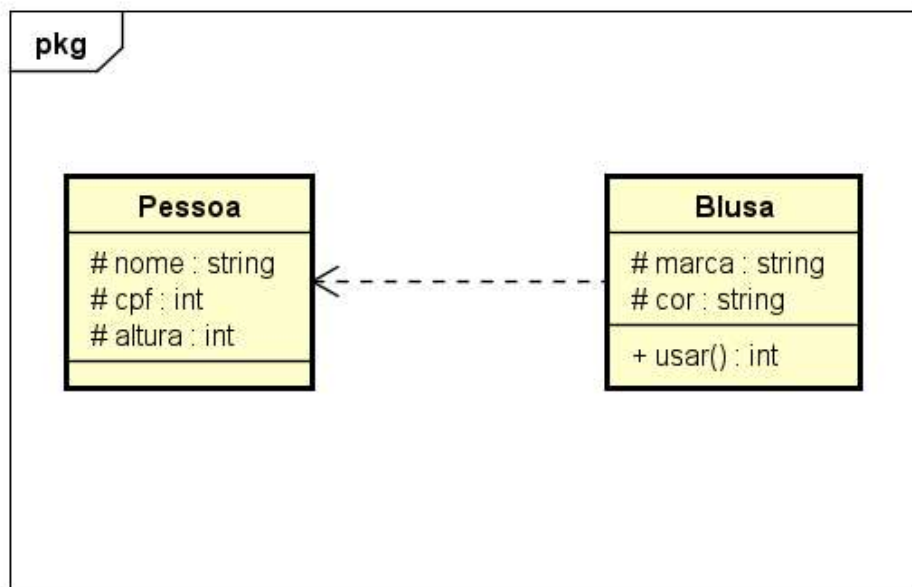 pkg
Pessoa
# nome : string
# cpf : int
# altura : int
Blusa
# marca : string
# cor : string
+ usar() : int